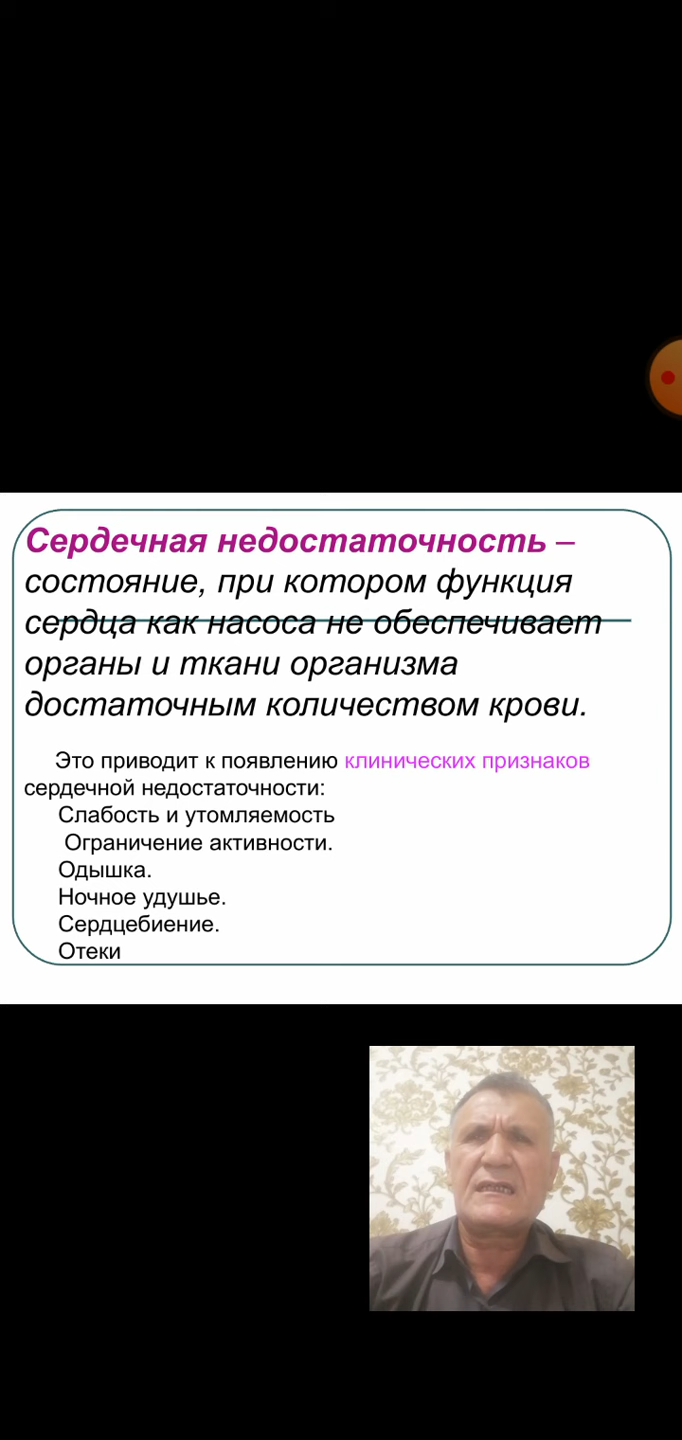 Сердечная недостаточность –
состояние, при котором функция
сердца как насоса не обеспечивает
органы и ткани организма
достаточным количеством крови.
Это приводит к появлению клинических признаков
сердечной недостаточности:
Слабость и утомляемость
Ограничение активности.
Одышка.
Ночное удушье.
Сердцебиение.
Отеки